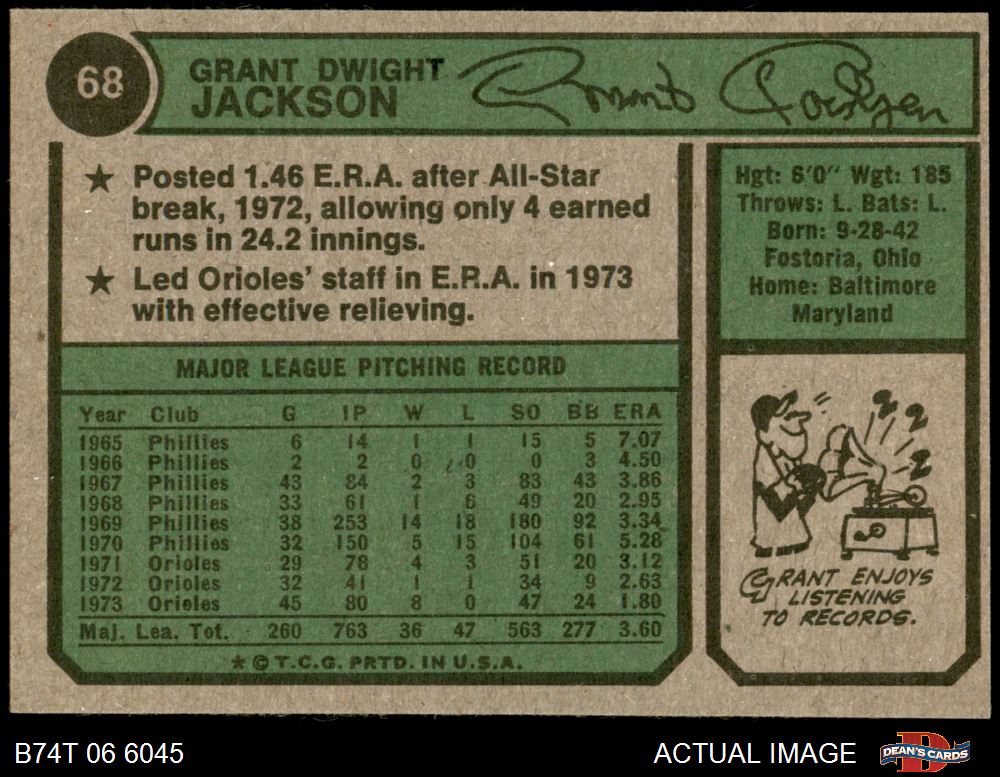 68
GRANT DWIGHT
JACKSON
Grant Jackson
★ Posted 1.46 E.R.A. after All-Star
break, 1972, allowing only 4 earned
runs in 24.2 innings.
★ Led Orioles' staff in E.R.A. in 1973
with effective relieving.
MAJOR LEAGUE PITCHING RECORD
Year Club G IP W L SO BB ERA
1965 Phillies 6 14 1 1 15 5 7.07
1966 Phillies 2 2 0 0 0 3 4.50
1967 Phillies 43 84 2 3 83 43 3.86
1968 Phillies 33 61 1 6 49 20 2.95
1969 Phillies 38 253 14 18 180 92 3.34
1970 Phillies 32 150 5 15 104 61 5.28
1971 Orioles 29 78 4 3 51 20 3.12
1972 Orioles 32 41 1 1 34 9 2.63
1973 Orioles 45 80 8 0 47 24 1.80
Maj. Lea. Tot. 260 763 36 47 563 277 3.60
★ © T.C.G. PRTD. IN U.S.A.
Hgt: 6'0" Wgt: 185
Throws: L. Bats: L.
Born: 9-28-42
Fostoria, Ohio
Home: Baltimore
Maryland
GRANT ENJOYS
LISTENING
TO RECORDS.
B74T 06 6045
ACTUAL IMAGE
D
DEAN'S CARDS